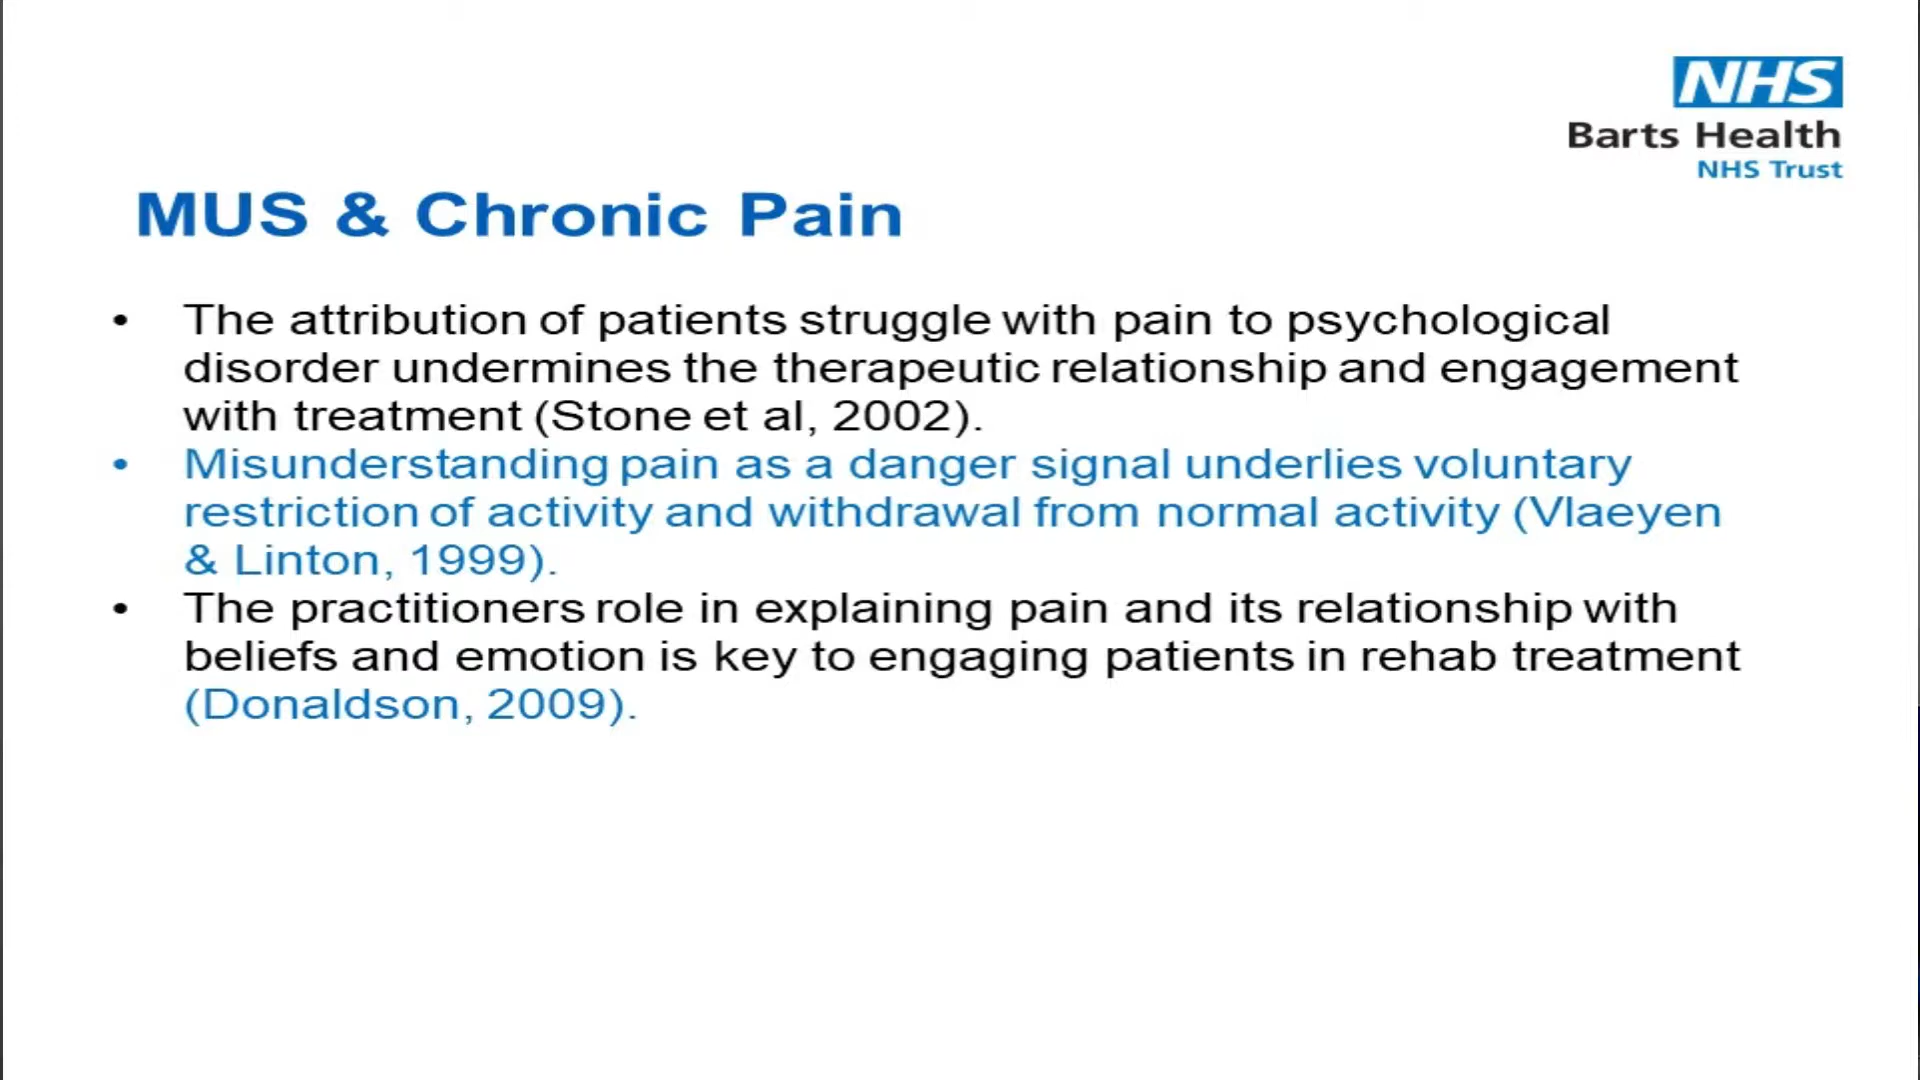 NHS
Barts Health
NHS Trust
MUS & Chronic Pain
• The attribution of patients struggle with pain to psychological
disorder undermines the therapeutic relationship and engagement
with treatment (Stone et al, 2002).
• Misunderstanding pain as a danger signal underlies voluntary
restriction of activity and withdrawal from normal activity (Vlaeyen
& Linton, 1999).
• The practitioners role in explaining pain and its relationship with
beliefs and emotion is key to engaging patients in rehab treatment
(Donaldson, 2009).